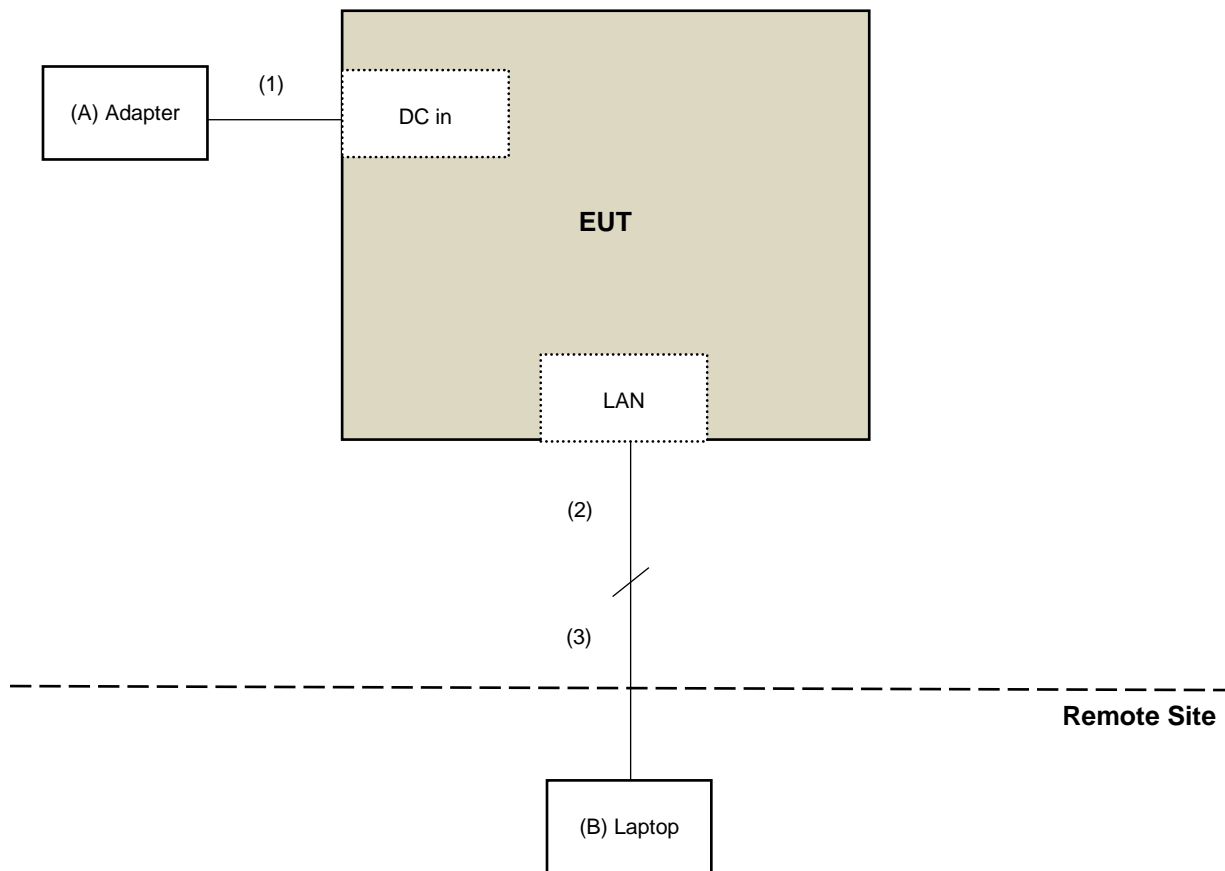 (1)
(A) Adapter
DC in
EUT
LAN
(2)
(3)
Remote Site
(B) Laptop